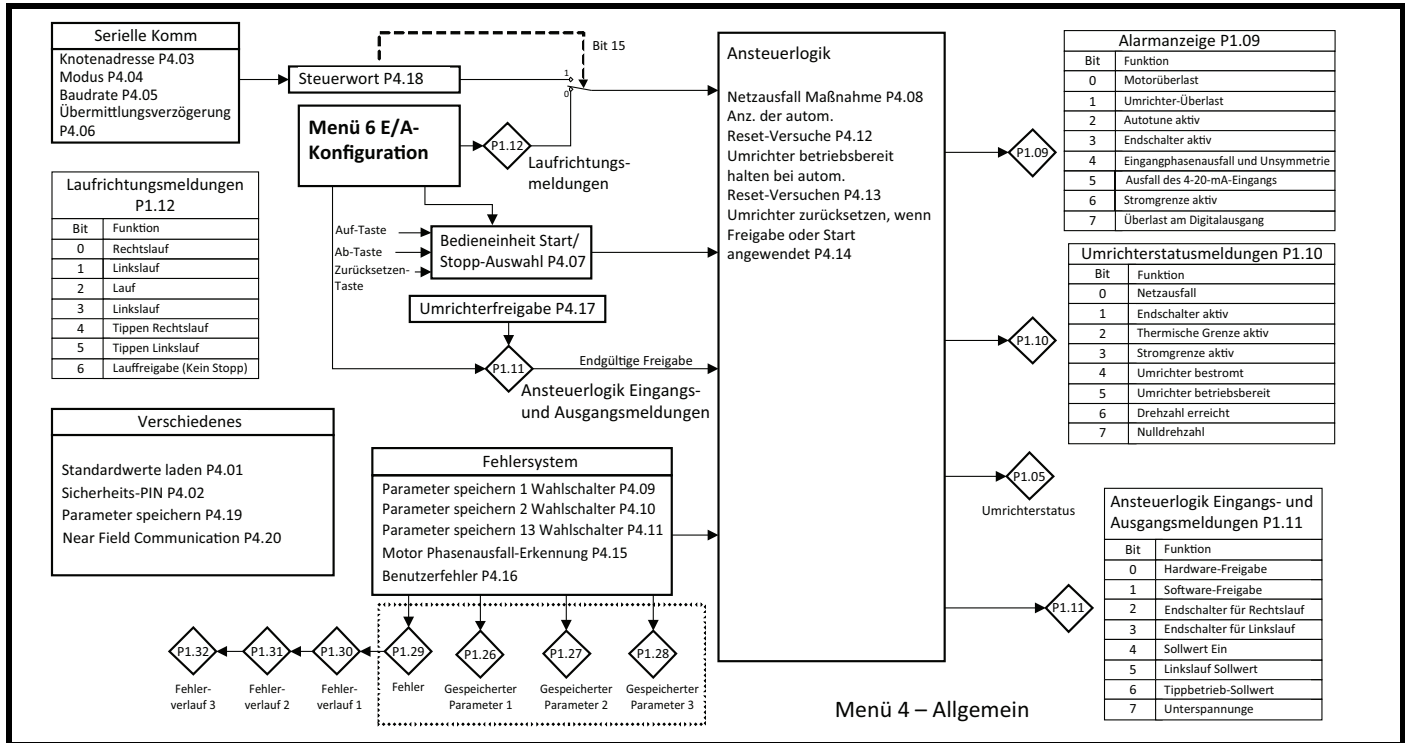 Serielle Komm
Knotenadresse P4.03
Modus P4.04
Baudrate P4.05
Übermittlungsverzögerung
P4.06
Steuerwort P4.18
Bit 15
1
0
Menü 6 E/A-
Konfiguration
P1.12
Laufrichtungs-
meldungen
Laufrichtungsmeldungen
P1.12
Bit Funktion
0 Rechtslauf
1 Linkslauf
2 Lauf
3 Linkslauf
4 Tippen Rechtslauf
5 Tippen Linkslauf
6 Lauffreigabe (Kein Stopp)
Auf-Taste
Ab-Taste
Zurücksetzen-
Taste
Bedieneinheit Start/
Stopp-Auswahl P4.07
Umrichterfreigabe P4.17
P1.11
Endgültige Freigabe
Ansteuerlogik Eingangs-
und Ausgangsmeldungen
Verschiedenes
Standardwerte laden P4.01
Sicherheits-PIN P4.02
Parameter speichern P4.19
Near Field Communication P4.20
Fehlersystem
Parameter speichern 1 Wahlschalter P4.09
Parameter speichern 2 Wahlschalter P4.10
Parameter speichern 13 Wahlschalter P4.11
Motor Phasenausfall-Erkennung P4.15
Benutzerfehler P4.16
P1.32
P1.31
P1.30
P1.29
P1.26
P1.27
P1.28
Fehler-
verlauf 3
Fehler-
verlauf 2
Fehler-
verlauf 1
Fehler
Gespeicherter
Parameter 1
Gespeicherter
Parameter 2
Gespeicherter
Parameter 3
Ansteuerlogik
Netzausfall Maßnahme P4.08
Anz. der autom.
Reset-Versuche P4.12
Umrichter betriebsbereit
halten bei autom.
Reset-Versuchen P4.13
Umrichter zurücksetzen, wenn
Freigabe oder Start
angewendet P4.14
P1.09
P1.10
P1.05
Umrichterstatus
P1.11
Alarmanzeige P1.09
Bit Funktion
0 Motorüberlast
1 Umrichter-Überlast
2 Autotune aktiv
3 Endschalter aktiv
4 Eingangphasenausfall und Unsymmetrie
5 Ausfall des 4-20-mA-Eingangs
6 Stromgrenze aktiv
7 Überlast am Digitalausgang
Umrichterstatusmeldungen P1.10
Bit Funktion
0 Netzausfall
1 Endschalter aktiv
2 Thermische Grenze aktiv
3 Stromgrenze aktiv
4 Umrichter bestromt
5 Umrichter betriebsbereit
6 Drehzahl erreicht
7 Nulldrehzahl
Ansteuerlogik Eingangs- und
Ausgangsmeldungen P1.11
Bit Funktion
0 Hardware-Freigabe
1 Software-Freigabe
2 Endschalter für Rechtslauf
3 Endschalter für Linkslauf
4 Sollwert Ein
5 Linkslauf Sollwert
6 Tippbetrieb-Sollwert
7 Unterspannunge
Menü 4 – Allgemein